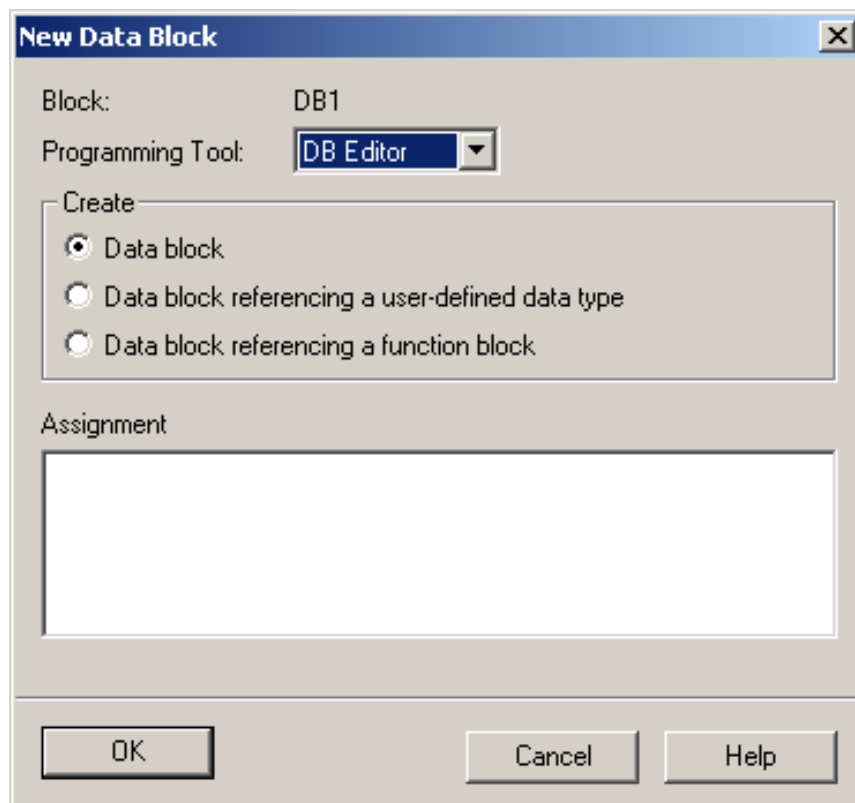 New Data Block
Block: DB1
Programming Tool: DB Editor
Create
Data block
Data block referencing a user-defined data type
Data block referencing a function block
Assignment
OK Cancel Help